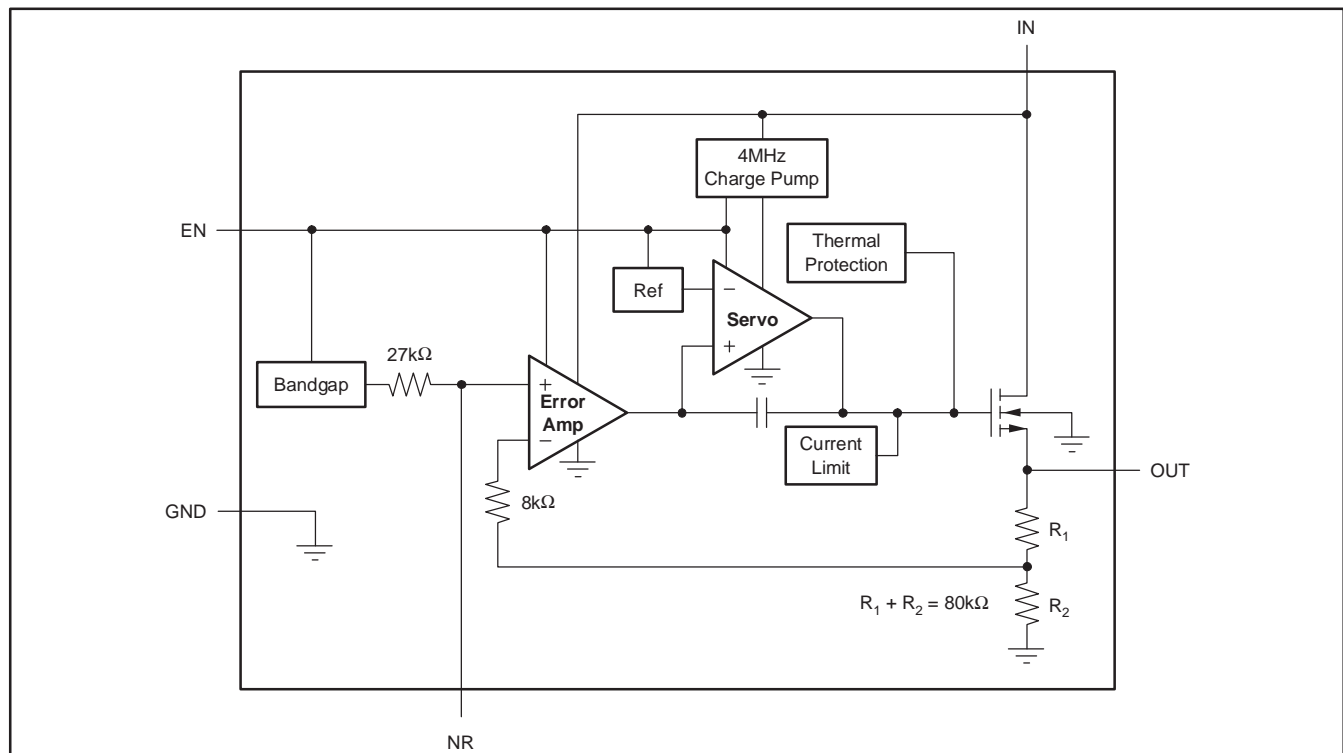 IN
4MHz
Charge Pump
EN
Thermal
Protection
Ref
−
Servo
+
27kΩ
Bandgap
+
Error
Amp
−
Current
Limit
OUT
8kΩ
GND
R1
R1 + R2 = 80kΩ
R2
NR